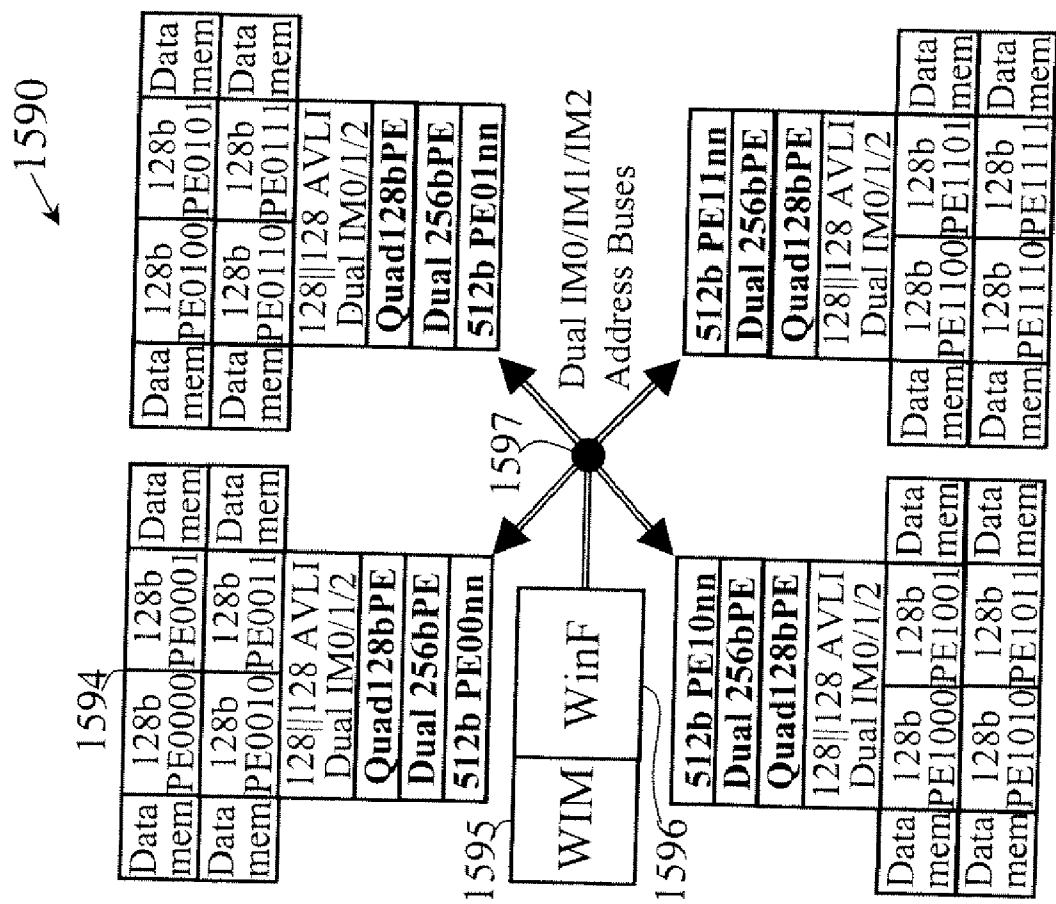 1590
1594
Data mem
128b PE0000
128b PE0001
Data mem
Data mem
128b PE0010
128b PE0011
Data mem
128||128 AVLI
Dual IM0/1/2
Quad128bPE
Dual 256bPE
512b PE00nn
Data mem
128b PE0100
128b PE0101
Data mem
Data mem
128b PE0110
128b PE0111
Data mem
128||128 AVLI
Dual IM0/1/2
Quad128bPE
Dual 256bPE
512b PE01nn
1595
WIM
WinF
1596
1597
Dual IM0/IM1/IM2
Address Buses
512b PE10nn
Dual 256bPE
Quad128bPE
128||128 AVLI
Dual IM0/1/2
Data mem
128b PE1000
128b PE1001
Data mem
Data mem
128b PE1010
128b PE1011
Data mem
512b PE11nn
Dual 256bPE
Quad128bPE
128||128 AVLI
Dual IM0/1/2
Data mem
128b PE1100
128b PE1101
Data mem
Data mem
128b PE1110
128b PE1111
Data mem